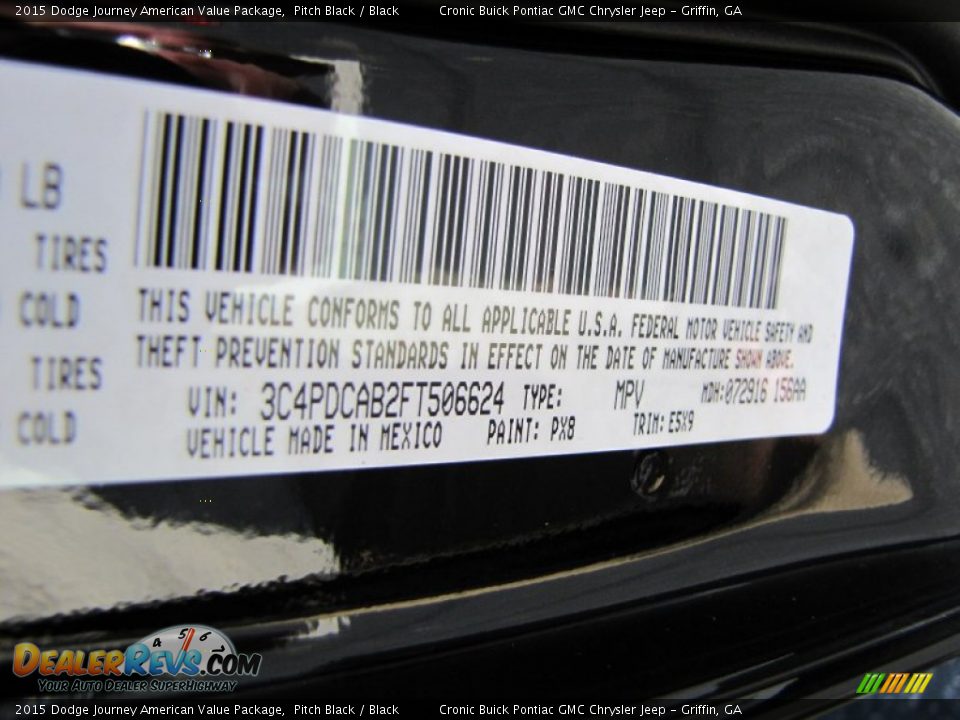 2015 Dodge Journey American Value Package,  Pitch Black / Black     Cronic Buick Pontiac GMC Chrysler Jeep - Griffin, GA
LB
TIRES
COLD
TIRES
COLD
THIS VEHICLE CONFORMS TO ALL APPLICABLE U.S.A. FEDERAL MOTOR VEHICLE SAFETY AND
THEFT PREVENTION STANDARDS IN EFFECT ON THE DATE OF MANUFACTURE SHOWN ABOVE.
VIN: 3C4PDCAB2FT506624 TYPE: MPV MDH:072916 156AA
VEHICLE MADE IN MEXICO PAINT: PX8 TRIM: E5X9
4 5 6
DEALERREVS.COM
YOUR AUTO DEALER SUPERHIGHWAY
2015 Dodge Journey American Value Package,  Pitch Black / Black     Cronic Buick Pontiac GMC Chrysler Jeep - Griffin, GA